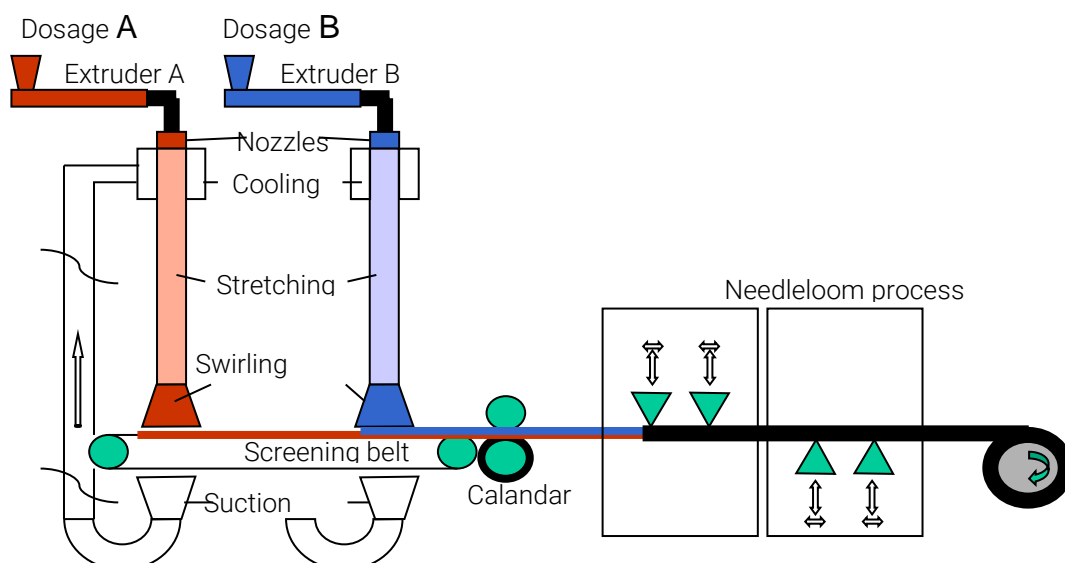 Dosage A
Dosage B
Extruder A
Extruder B
Nozzles
Cooling
Stretching
Needleloom process
Swirling
Screening belt
Suction
Calandar